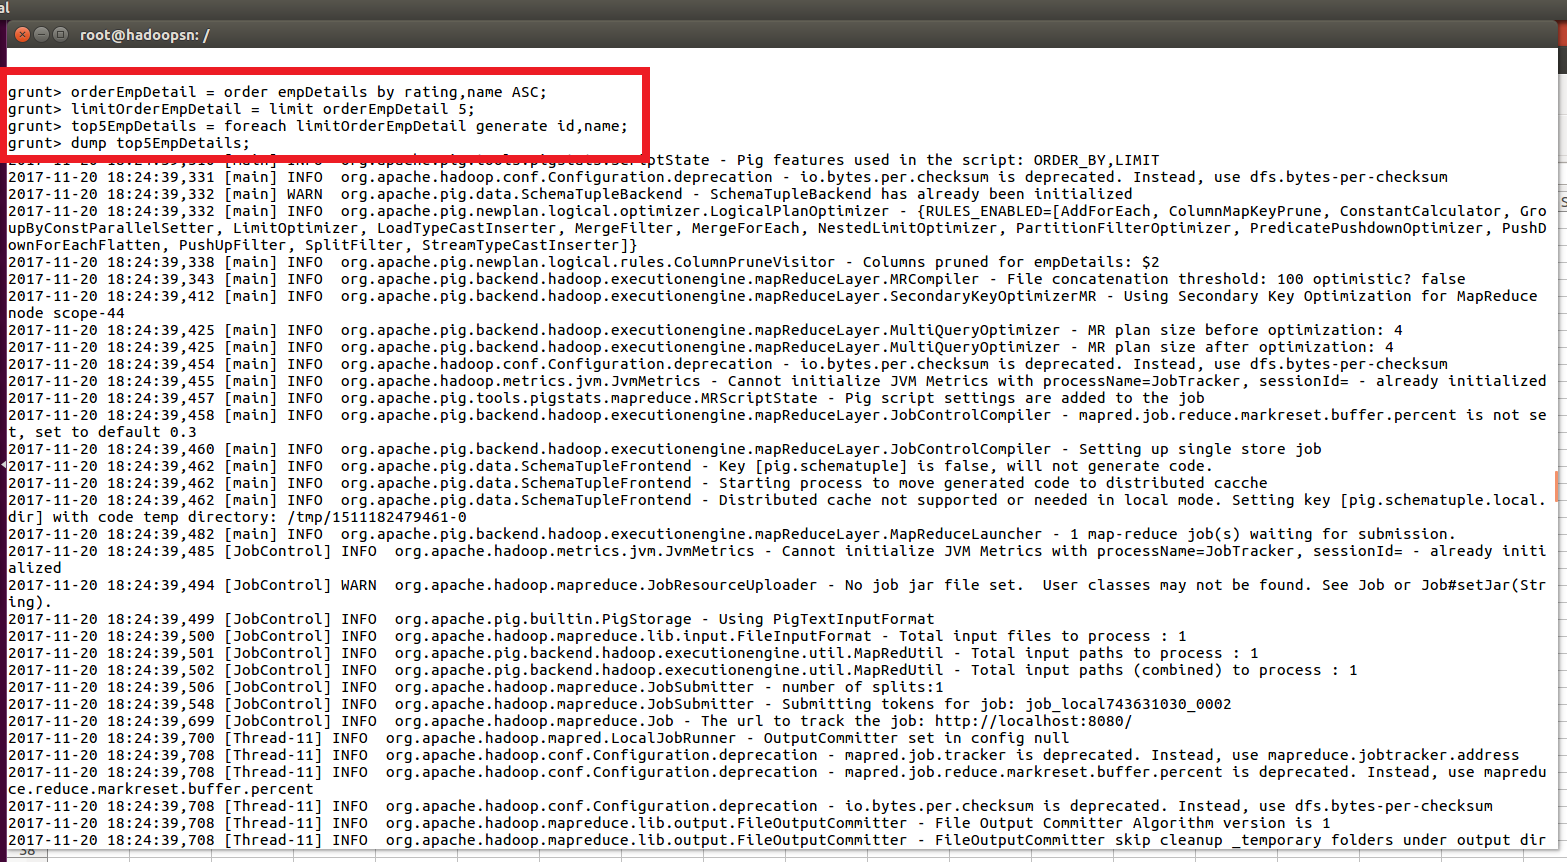 al
root@hadoopsn: /
grunt> orderEmpDetail = order empDetails by rating,name ASC;
grunt> limitOrderEmpDetail = limit orderEmpDetail 5;
grunt> top5EmpDetails = foreach limitOrderEmpDetail generate id,name;
grunt> dump top5EmpDetails;
2017-11-20 18:24:39,310 [main] INFO  org.apache.pig.tools.pigstats.ScriptState - Pig features used in the script: ORDER_BY,LIMIT
2017-11-20 18:24:39,331 [main] INFO  org.apache.hadoop.conf.Configuration.deprecation - io.bytes.per.checksum is deprecated. Instead, use dfs.bytes-per-checksum
2017-11-20 18:24:39,332 [main] WARN  org.apache.pig.data.SchemaTupleBackend - SchemaTupleBackend has already been initialized
2017-11-20 18:24:39,332 [main] INFO  org.apache.pig.newplan.logical.optimizer.LogicalPlanOptimizer - {RULES_ENABLED=[AddForEach, ColumnMapKeyPrune, ConstantCalculator, Gro
upByConstParallelSetter, LimitOptimizer, LoadTypeCastInserter, MergeFilter, MergeForEach, NestedLimitOptimizer, PartitionFilterOptimizer, PredicatePushdownOptimizer, PushD
ownForEachFlatten, PushUpFilter, SplitFilter, StreamTypeCastInserter]}
2017-11-20 18:24:39,338 [main] INFO  org.apache.pig.newplan.logical.rules.ColumnPruneVisitor - Columns pruned for empDetails: $2
2017-11-20 18:24:39,343 [main] INFO  org.apache.pig.backend.hadoop.executionengine.mapReduceLayer.MRCompiler - File concatenation threshold: 100 optimistic? false
2017-11-20 18:24:39,412 [main] INFO  org.apache.pig.backend.hadoop.executionengine.mapReduceLayer.SecondaryKeyOptimizerMR - Using Secondary Key Optimization for MapReduce
node scope-44
2017-11-20 18:24:39,425 [main] INFO  org.apache.pig.backend.hadoop.executionengine.mapReduceLayer.MultiQueryOptimizer - MR plan size before optimization: 4
2017-11-20 18:24:39,425 [main] INFO  org.apache.pig.backend.hadoop.executionengine.mapReduceLayer.MultiQueryOptimizer - MR plan size after optimization: 4
2017-11-20 18:24:39,454 [main] INFO  org.apache.hadoop.conf.Configuration.deprecation - io.bytes.per.checksum is deprecated. Instead, use dfs.bytes-per-checksum
2017-11-20 18:24:39,455 [main] INFO  org.apache.hadoop.metrics.jvm.JvmMetrics - Cannot initialize JVM Metrics with processName=JobTracker, sessionId= - already initialized
2017-11-20 18:24:39,457 [main] INFO  org.apache.pig.tools.pigstats.mapreduce.MRScriptState - Pig script settings are added to the job
2017-11-20 18:24:39,458 [main] INFO  org.apache.pig.backend.hadoop.executionengine.mapReduceLayer.JobControlCompiler - mapred.job.reduce.markreset.buffer.percent is not se
t, set to default 0.3
2017-11-20 18:24:39,460 [main] INFO  org.apache.pig.backend.hadoop.executionengine.mapReduceLayer.JobControlCompiler - Setting up single store job
2017-11-20 18:24:39,462 [main] INFO  org.apache.pig.data.SchemaTupleFrontend - Key [pig.schematuple] is false, will not generate code.
2017-11-20 18:24:39,462 [main] INFO  org.apache.pig.data.SchemaTupleFrontend - Starting process to move generated code to distributed cacche
2017-11-20 18:24:39,462 [main] INFO  org.apache.pig.data.SchemaTupleFrontend - Distributed cache not supported or needed in local mode. Setting key [pig.schematuple.local.
dir] with code temp directory: /tmp/1511182479461-0
2017-11-20 18:24:39,482 [main] INFO  org.apache.pig.backend.hadoop.executionengine.mapReduceLayer.MapReduceLauncher - 1 map-reduce job(s) waiting for submission.
2017-11-20 18:24:39,485 [JobControl] INFO  org.apache.hadoop.metrics.jvm.JvmMetrics - Cannot initialize JVM Metrics with processName=JobTracker, sessionId= - already initi
alized
2017-11-20 18:24:39,494 [JobControl] WARN  org.apache.hadoop.mapreduce.JobResourceUploader - No job jar file set.  User classes may not be found. See Job or Job#setJar(Str
ing).
2017-11-20 18:24:39,499 [JobControl] INFO  org.apache.pig.builtin.PigStorage - Using PigTextInputFormat
2017-11-20 18:24:39,500 [JobControl] INFO  org.apache.hadoop.mapreduce.lib.input.FileInputFormat - Total input files to process : 1
2017-11-20 18:24:39,501 [JobControl] INFO  org.apache.pig.backend.hadoop.executionengine.util.MapRedUtil - Total input paths to process : 1
2017-11-20 18:24:39,502 [JobControl] INFO  org.apache.pig.backend.hadoop.executionengine.util.MapRedUtil - Total input paths (combined) to process : 1
2017-11-20 18:24:39,506 [JobControl] INFO  org.apache.hadoop.mapreduce.JobSubmitter - number of splits:1
2017-11-20 18:24:39,548 [JobControl] INFO  org.apache.hadoop.mapreduce.JobSubmitter - Submitting tokens for job: job_local743631030_0002
2017-11-20 18:24:39,699 [JobControl] INFO  org.apache.hadoop.mapreduce.Job - The url to track the job: http://localhost:8080/
2017-11-20 18:24:39,700 [Thread-11] INFO  org.apache.hadoop.mapred.LocalJobRunner - OutputCommitter set in config null
2017-11-20 18:24:39,708 [Thread-11] INFO  org.apache.hadoop.conf.Configuration.deprecation - mapred.job.tracker is deprecated. Instead, use mapreduce.jobtracker.address
2017-11-20 18:24:39,708 [Thread-11] INFO  org.apache.hadoop.conf.Configuration.deprecation - mapred.job.reduce.markreset.buffer.percent is deprecated. Instead, use mapredu
ce.reduce.markreset.buffer.percent
2017-11-20 18:24:39,708 [Thread-11] INFO  org.apache.hadoop.conf.Configuration.deprecation - io.bytes.per.checksum is deprecated. Instead, use dfs.bytes-per-checksum
2017-11-20 18:24:39,708 [Thread-11] INFO  org.apache.hadoop.mapreduce.lib.output.FileOutputCommitter - File Output Committer Algorithm version is 1
2017-11-20 18:24:39,708 [Thread-11] INFO  org.apache.hadoop.mapreduce.lib.output.FileOutputCommitter - FileOutputCommitter skip cleanup _temporary folders under output dir
38